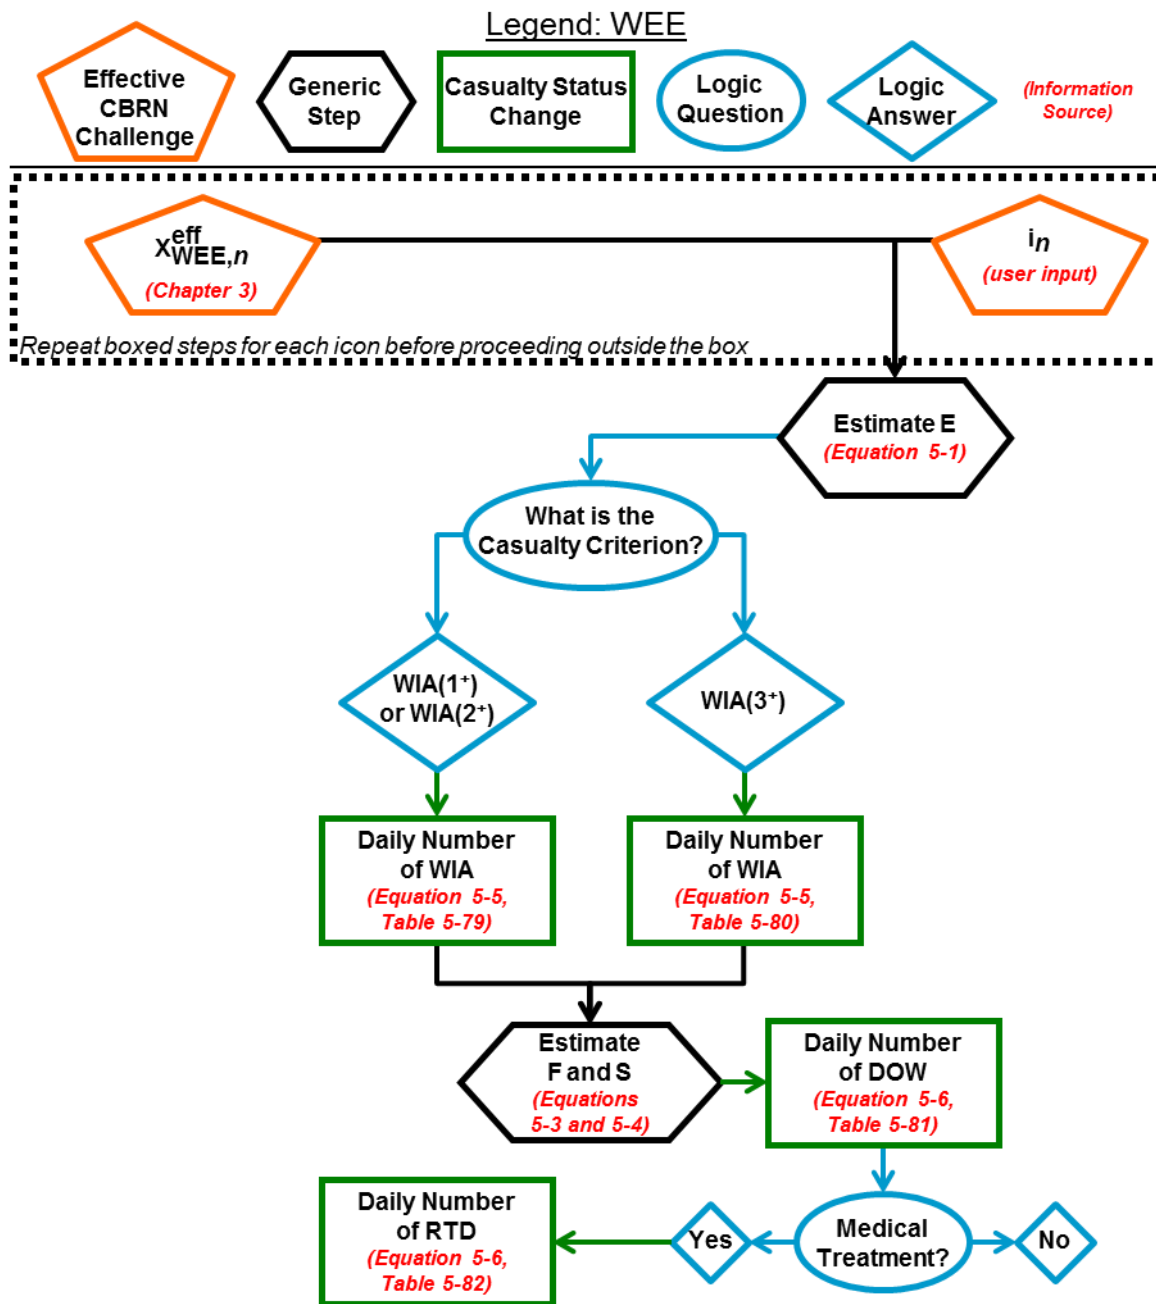 Legend: WEE
Effective
CBRN
Challenge
Generic
Step
Casualty Status
Change
Logic
Question
Logic
Answer
(Information
Source)
X^eff_WEE,n
(Chapter 3)
i_n
(user input)
Repeat boxed steps for each icon before proceeding outside the box
Estimate E
(Equation 5-1)
What is the
Casualty Criterion?
WIA(1⁺)
or WIA(2⁺)
WIA(3⁺)
Daily Number
of WIA
(Equation 5-5,
Table 5-79)
Daily Number
of WIA
(Equation 5-5,
Table 5-80)
Estimate
F and S
(Equations
5-3 and 5-4)
Daily Number
of DOW
(Equation 5-6,
Table 5-81)
Daily Number
of RTD
(Equation 5-6,
Table 5-82)
Yes
Medical
Treatment?
No